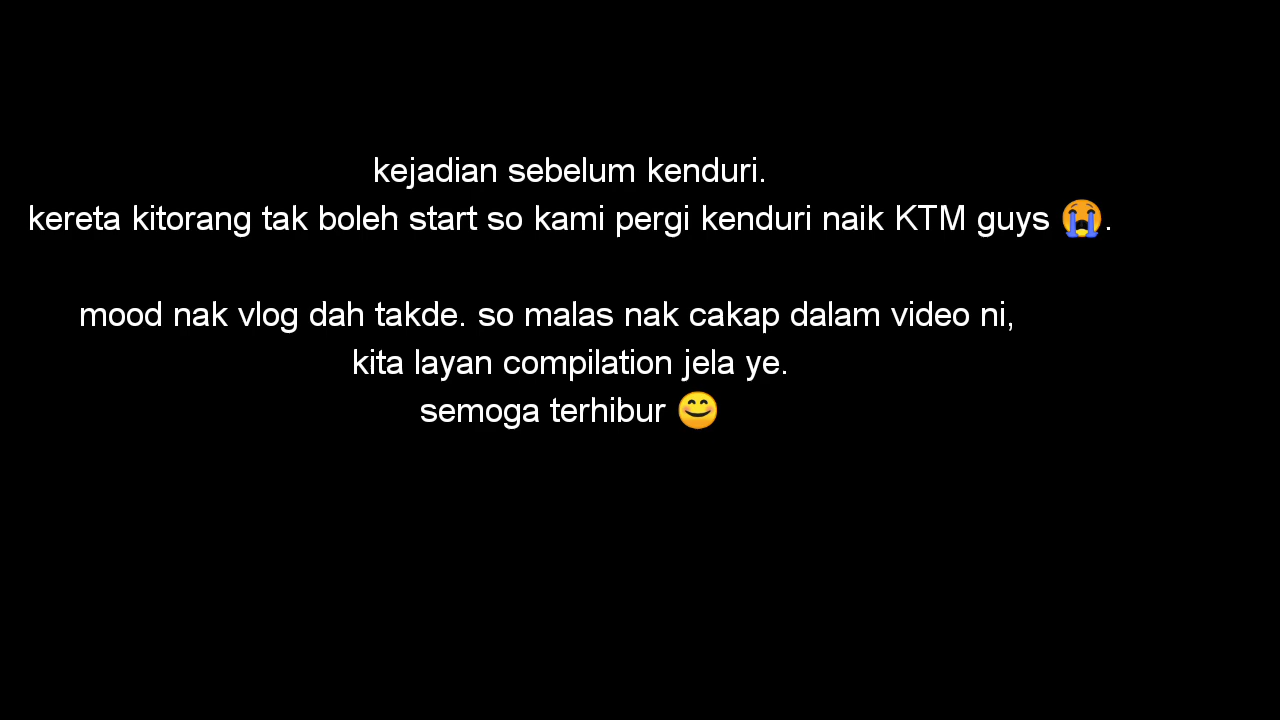 kejadian sebelum kenduri.
kereta kitorang tak boleh start so kami pergi kenduri naik KTM guys 😭.
mood nak vlog dah takde. so malas nak cakap dalam video ni,
kita layan compilation jela ye.
semoga terhibur 😊